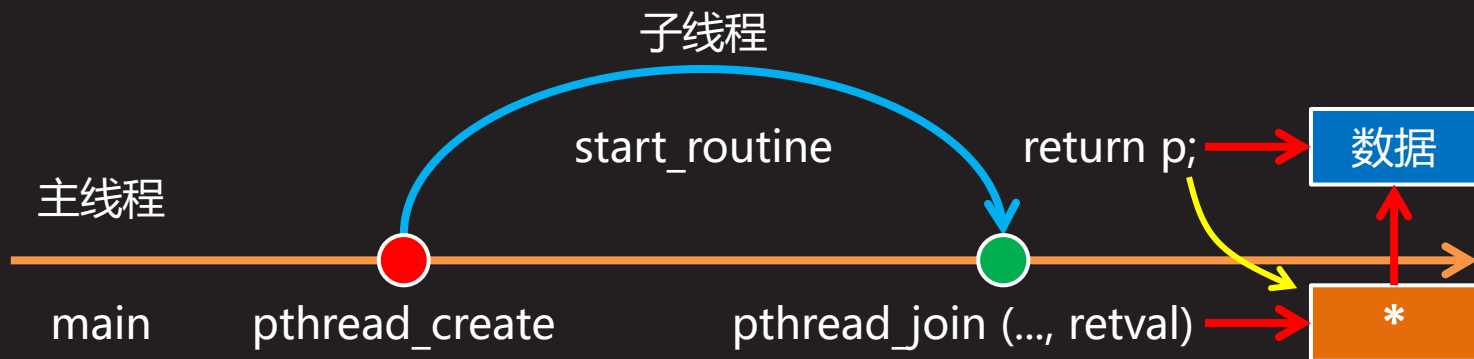 子线程
start_routine
return p;
数据
主线程
main
pthread_create
pthread_join (..., retval)
*